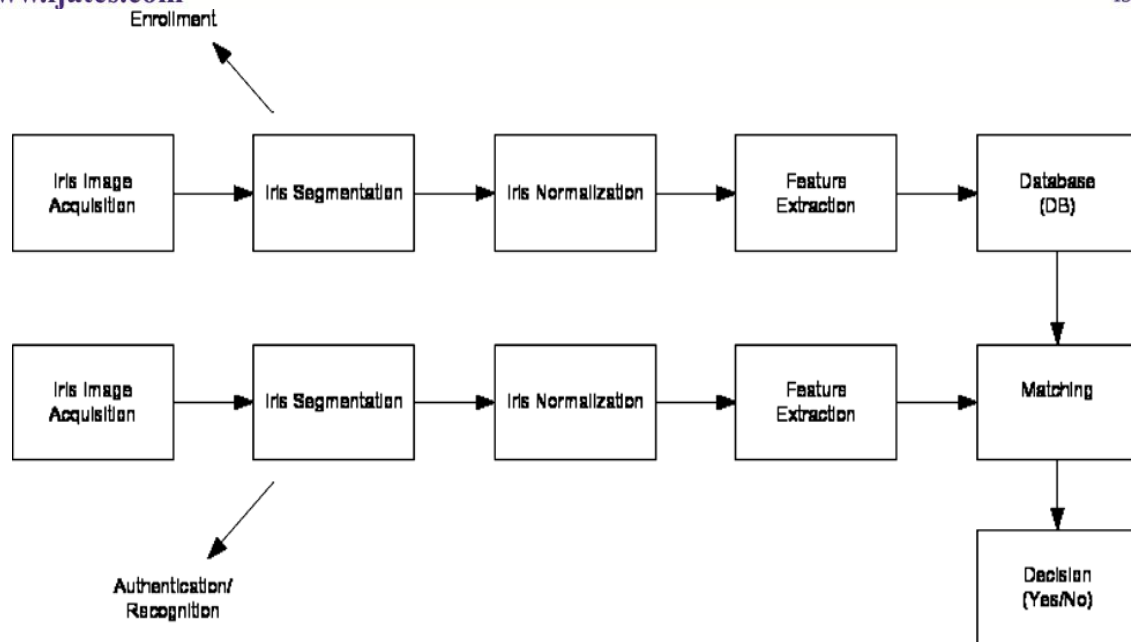 Enrollment
Iris Image
Acquisition
Iris Segmentation
Iris Normalization
Feature
Extraction
Database
(DB)
Iris Image
Acquisition
Iris Segmentation
Iris Normalization
Feature
Extraction
Matching
Authentication/
Recognition
Decision
(Yes/No)